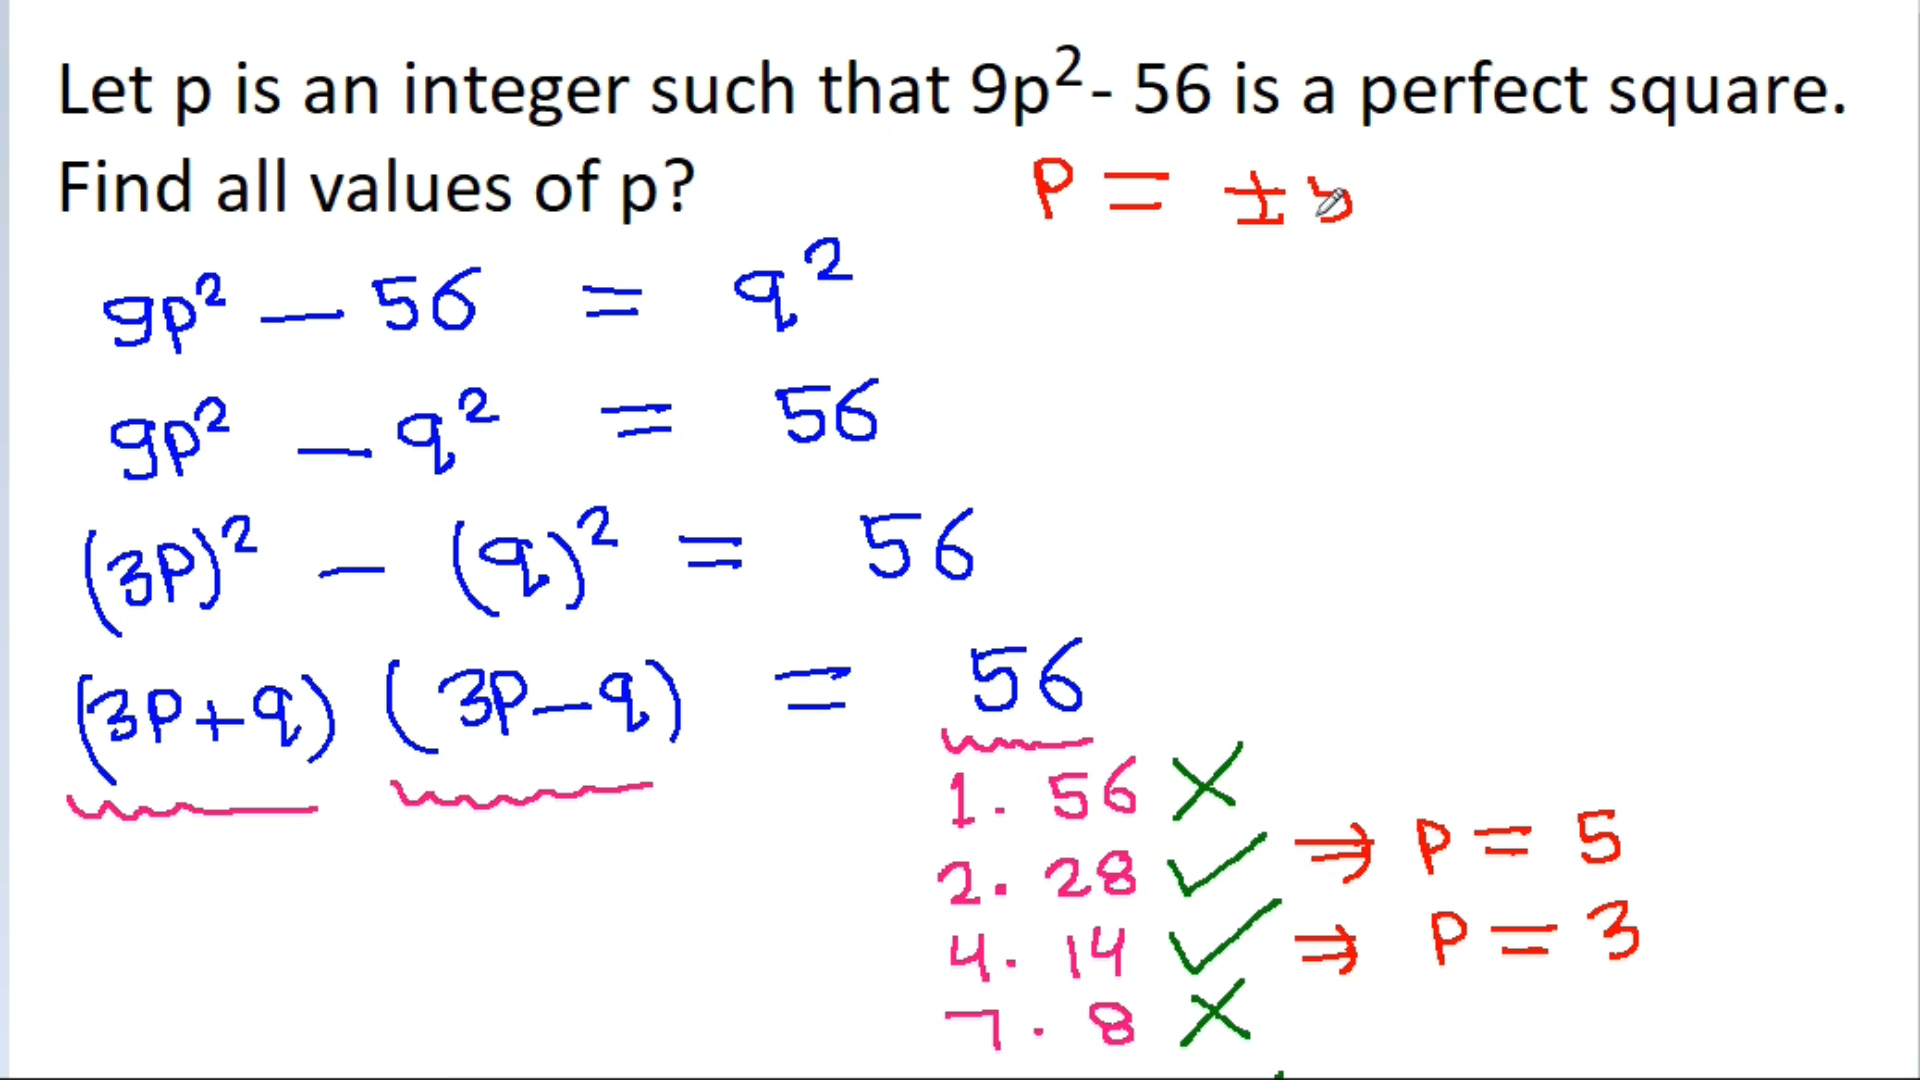 Let p is an integer such that 9p² - 56 is a perfect square.
Find all values of p?
P = ±5
9p² - 56 = q²
9p² - q² = 56
(3P)² - (q)² = 56
(3P+q) (3P-q) = 56
1. 56 ✗
2. 28 ✓ ⇒ P = 5
4. 14 ✓ ⇒ P = 3
7. 8 ✗